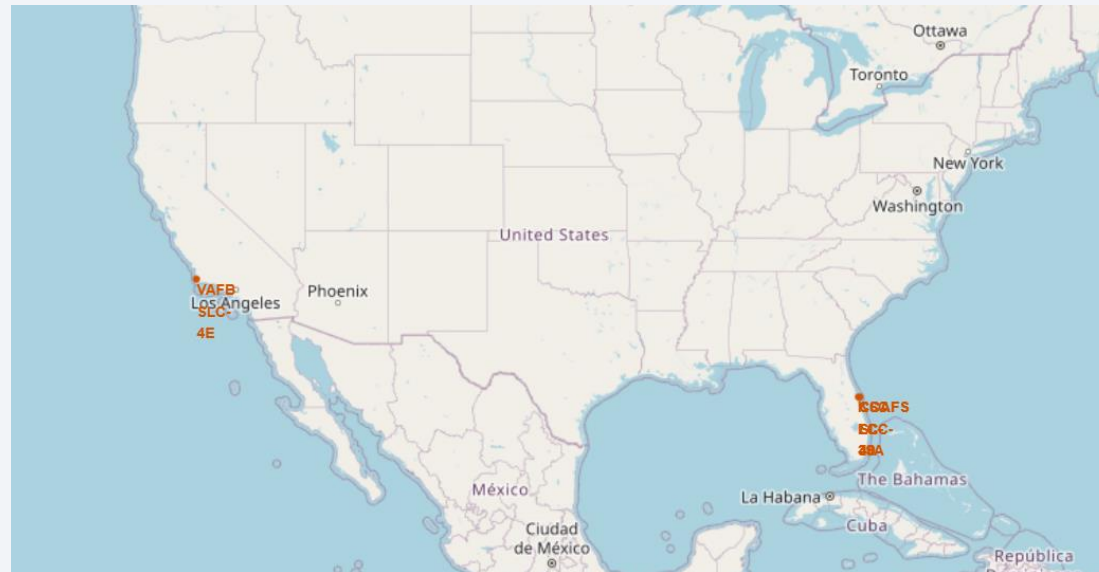 Ottawa
Toronto
New York
Washington
United States
VAFB
SLC-
4E
Los Angeles
Phoenix
The Bahamas
La Habana
Cuba
México
Ciudad
de México
República